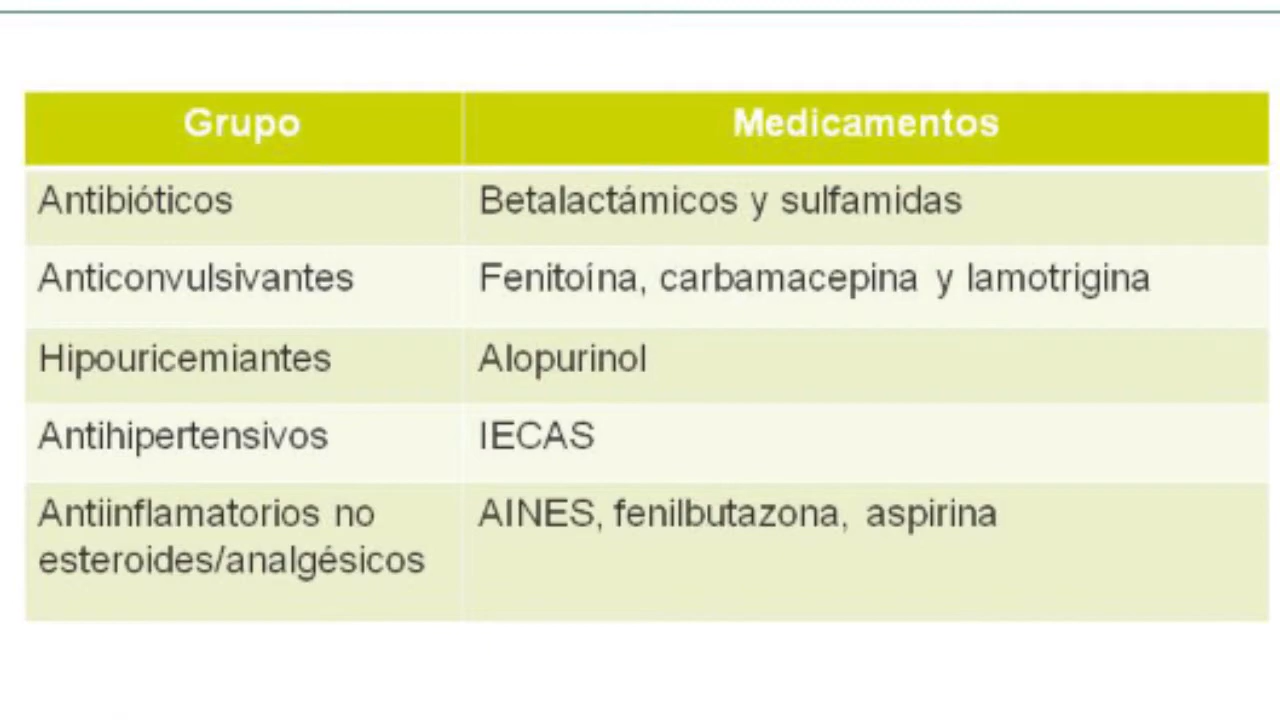 Grupo Medicamentos
Antibióticos Betalactámicos y sulfamidas
Anticonvulsivantes Fenitoína, carbamacepina y lamotrigina
Hipouricemiantes Alopurinol
Antihipertensivos IECAS
Antiinflamatorios no AINES, fenilbutazona, aspirina
esteroides/analgésicos